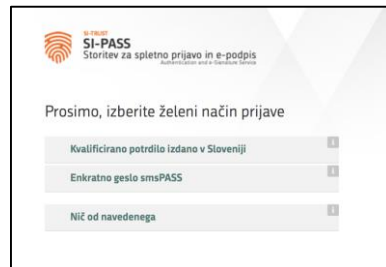 SI-TRUST
SI-PASS
Storitev za spletno prijavo in e-podpis
Authentication and e-Signature Service
Prosimo, izberite želeni način prijave
Kvalificirano potrdilo izdano v Sloveniji
i
Enkratno geslo smsPASS
i
Nič od navedenega
i